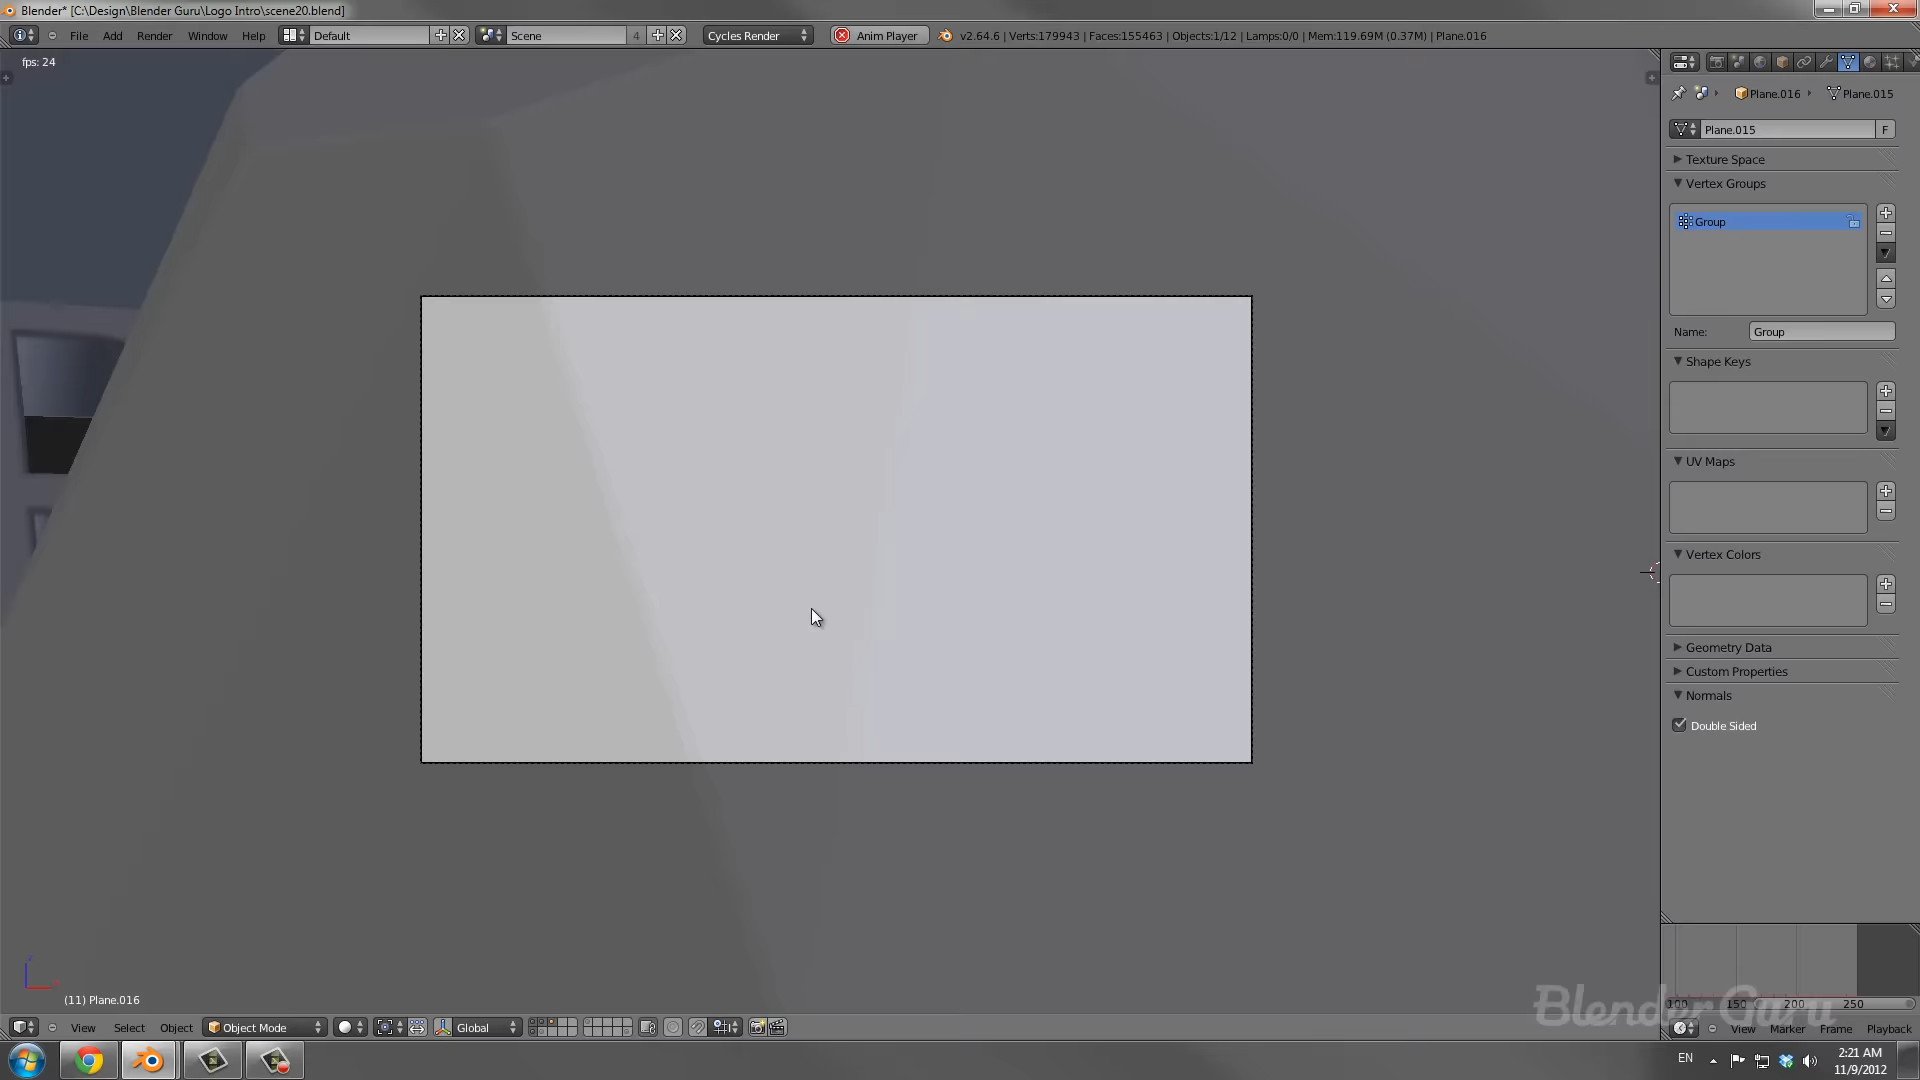 Blender* [C:\Design\Blender Guru\Logo Intro\scene20.blend]
File Add Render Window Help Default Scene 4 Cycles Render Anim Player v2.64.6 | Verts:179943 | Faces:155463 | Objects:1/12 | Lamps:0/0 | Mem:119.69M (0.37M) | Plane.016
fps: 24
Plane.016 Plane.015
Plane.015 F
Texture Space
Vertex Groups
Group
Name: Group
Shape Keys
UV Maps
Vertex Colors
Geometry Data
Custom Properties
Normals
Double Sided
(11) Plane.016
100 150 200 250
Blender Guru
View Select Object Object Mode Global
View Marker Frame Playback
EN
2:21 AM
11/9/2012